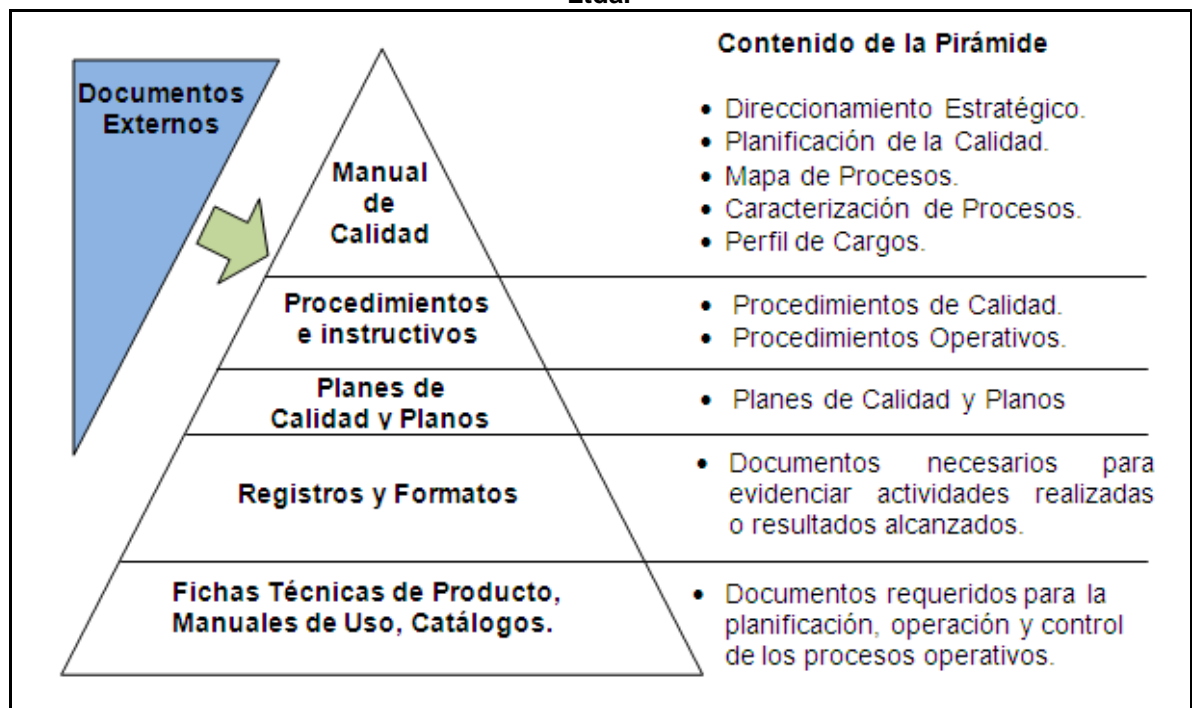 Ltda.
Contenido de la Pirámide
Documentos
Externos
Manual
de
Calidad
• Direccionamiento Estratégico.
• Planificación de la Calidad.
• Mapa de Procesos.
• Caracterización de Procesos.
• Perfil de Cargos.
Procedimientos
e instructivos
• Procedimientos de Calidad.
• Procedimientos Operativos.
Planes de
Calidad y Planos
• Planes de Calidad y Planos
Registros y Formatos
• Documentos necesarios para
evidenciar actividades realizadas
o resultados alcanzados.
Fichas Técnicas de Producto,
Manuales de Uso, Catálogos.
• Documentos requeridos para la
planificación, operación y control
de los procesos operativos.